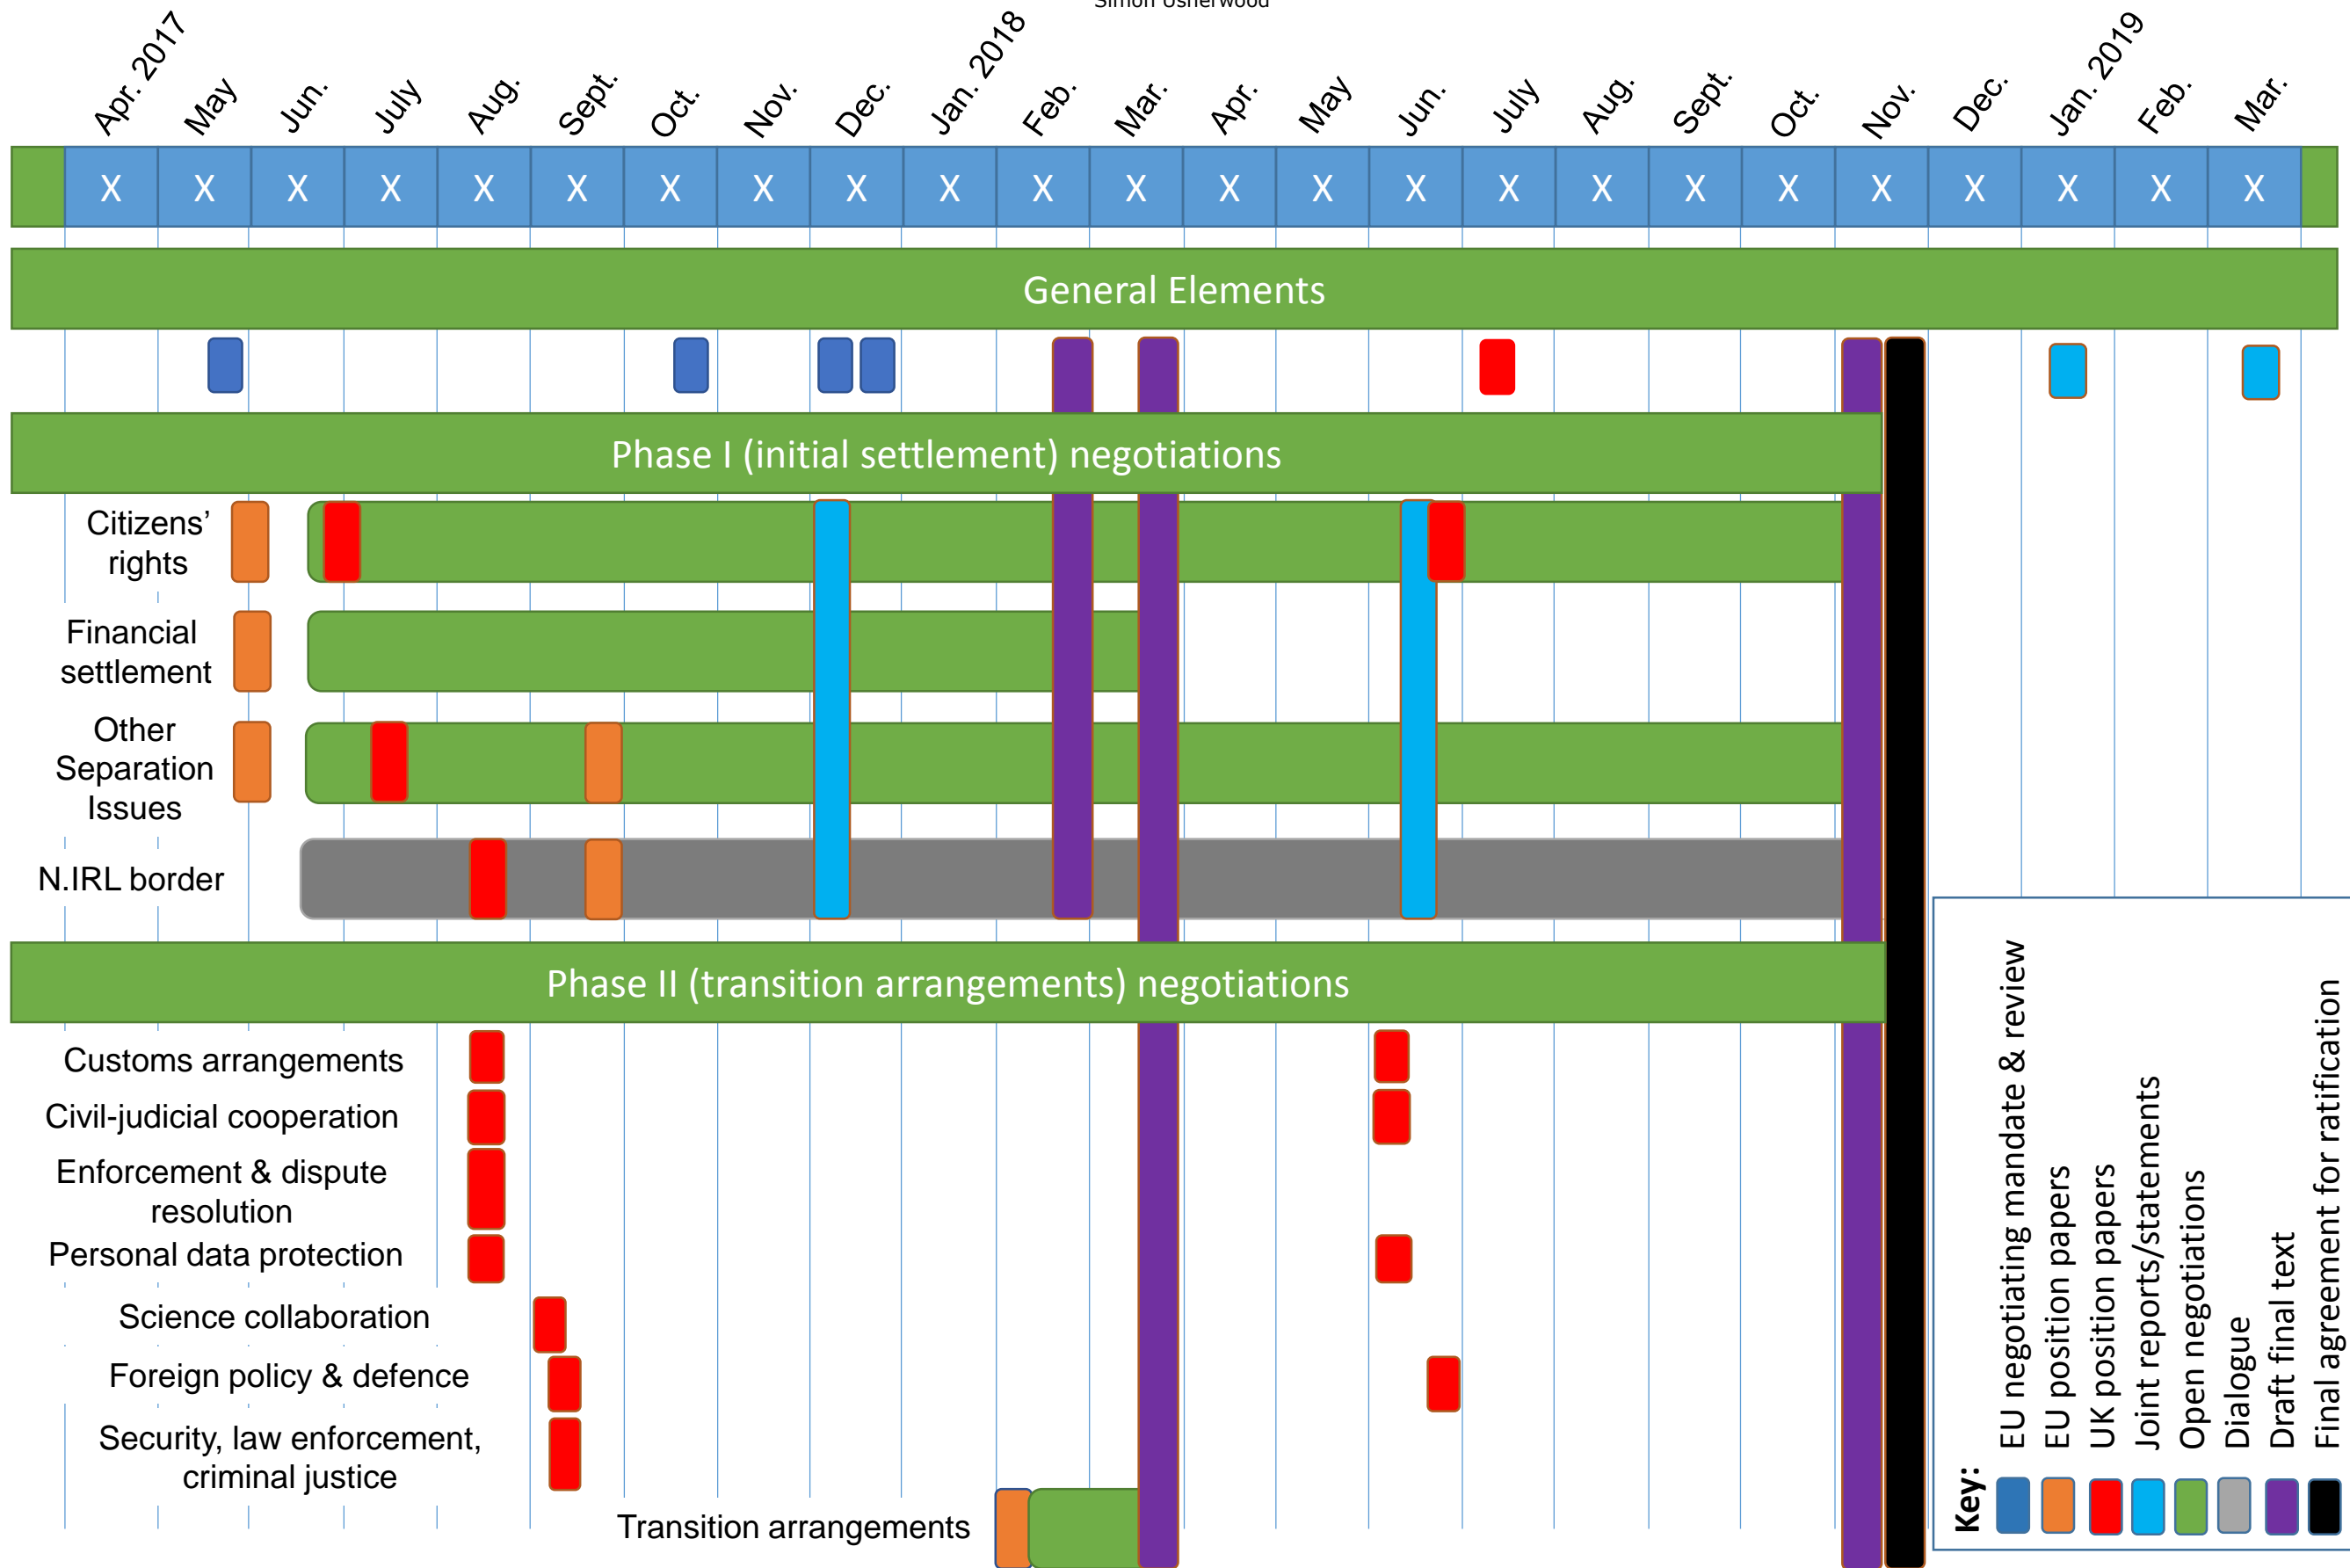 Simon Usherwood
Apr. 2017
May
Jun.
July
Aug.
Sept.
Oct.
Nov.
Dec.
Jan. 2018
Feb.
Mar.
Apr.
May
Jun.
July
Aug.
Sept.
Oct.
Nov.
Dec.
Jan. 2019
Feb.
Mar.
X X X X X X X X X X X X X X X X X X X X X X X X
General Elements
Phase I (initial settlement) negotiations
Citizens’
rights
Financial
settlement
Other
Separation
Issues
N.IRL border
Phase II (transition arrangements) negotiations
Customs arrangements
Civil-judicial cooperation
Enforcement & dispute
resolution
Personal data protection
Science collaboration
Foreign policy & defence
Security, law enforcement,
criminal justice
Transition arrangements
Key:
EU negotiating mandate & review
EU position papers
UK position papers
Joint reports/statements
Open negotiations
Dialogue
Draft final text
Final agreement for ratification